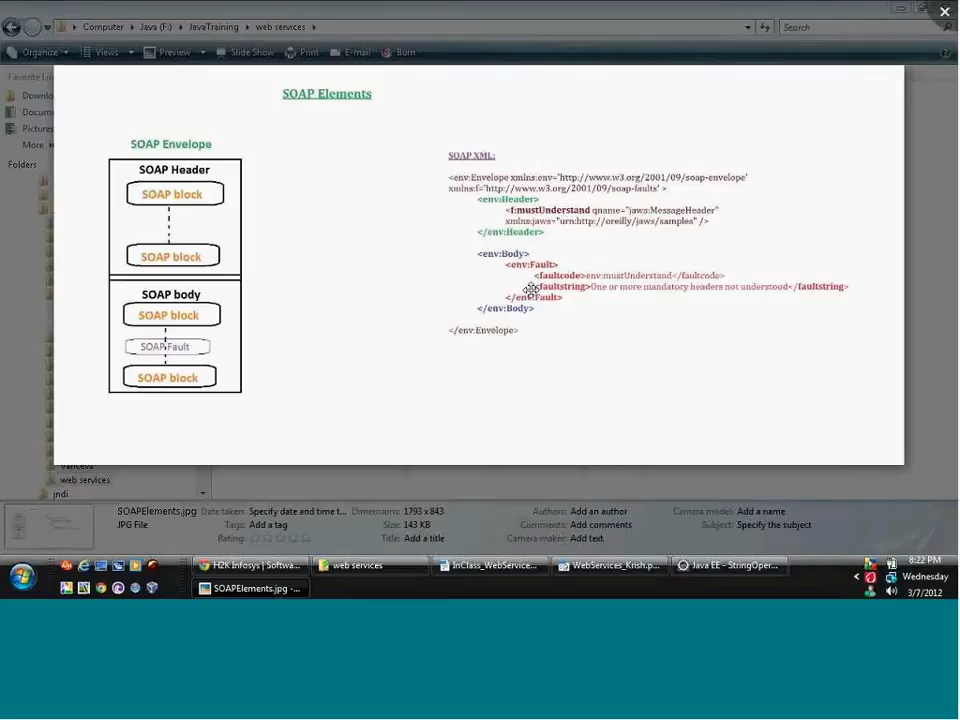 Computer ▸ Java (F:) ▸ JavaTraining ▸ web services ▸
Search
Organize
Views
Preview
Slide Show
Print
E-mail
Burn
Favorite Lin
Downlo
Docum
Pictures
More
Folders
SOAP Elements
SOAP Envelope
SOAP Header
SOAP block
SOAP block
SOAP body
SOAP block
SOAP Fault
SOAP block
SOAP XML:
<env:Envelope xmlns:env='http://www.w3.org/2001/09/soap-envelope'
xmlns:f='http://www.w3.org/2001/09/soap-faults' >
<env:Header>
<f:mustUnderstand qname="jaws:MessageHeader"
xmlns:jaws="urn:http://oreilly/jaws/samples" />
</env:Header>
<env:Body>
<env:Fault>
<faultcode>env:mustUnderstand</faultcode>
faultstring>One or more mandatory headers not understood</faultstring>
</env:Fault>
</env:Body>
</env:Envelope>
web services
jndi
SOAPElements.jpg
JPG File
Date taken: Specify date and time t...
Tags: Add a tag
Rating:
Dimensions: 1793 x 843
Size: 143 KB
Title: Add a title
Authors: Add an author
Comments: Add comments
Camera maker: Add text
Camera model: Add a name
Subject: Specify the subject
H2K Infosys | Softwa...
web services
InClass_WebService...
WebServices_Krish.p...
Java EE - StringOper...
SOAPElements.jpg -...
8:22 PM
Wednesday
3/7/2012